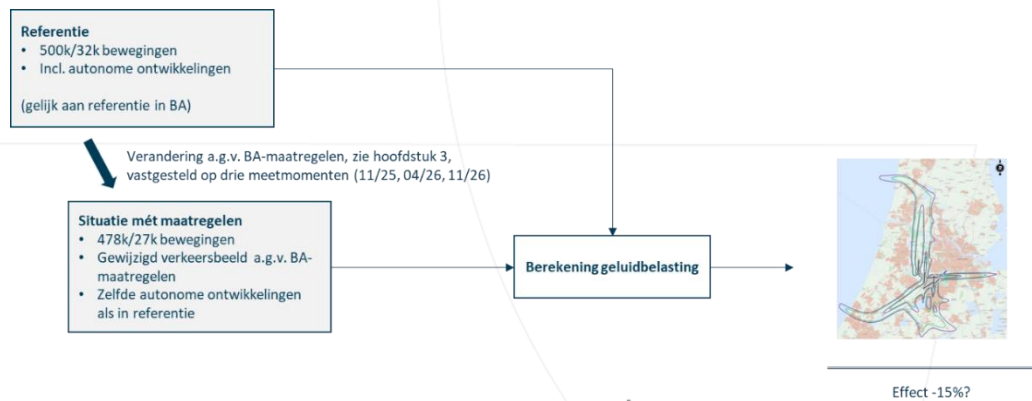 Referentie
• 500k/32k bewegingen
• Incl. autonome ontwikkelingen
(gelijk aan referentie in BA)
Verandering a.g.v. BA-maatregelen, zie hoofdstuk 3,
vastgesteld op drie meetmomenten (11/25, 04/26, 11/26)
Situatie mét maatregelen
• 478k/27k bewegingen
• Gewijzigd verkeersbeeld a.g.v. BA-
maatregelen
• Zelfde autonome ontwikkelingen
als in referentie
Berekening geluidbelasting
Effect -15%?